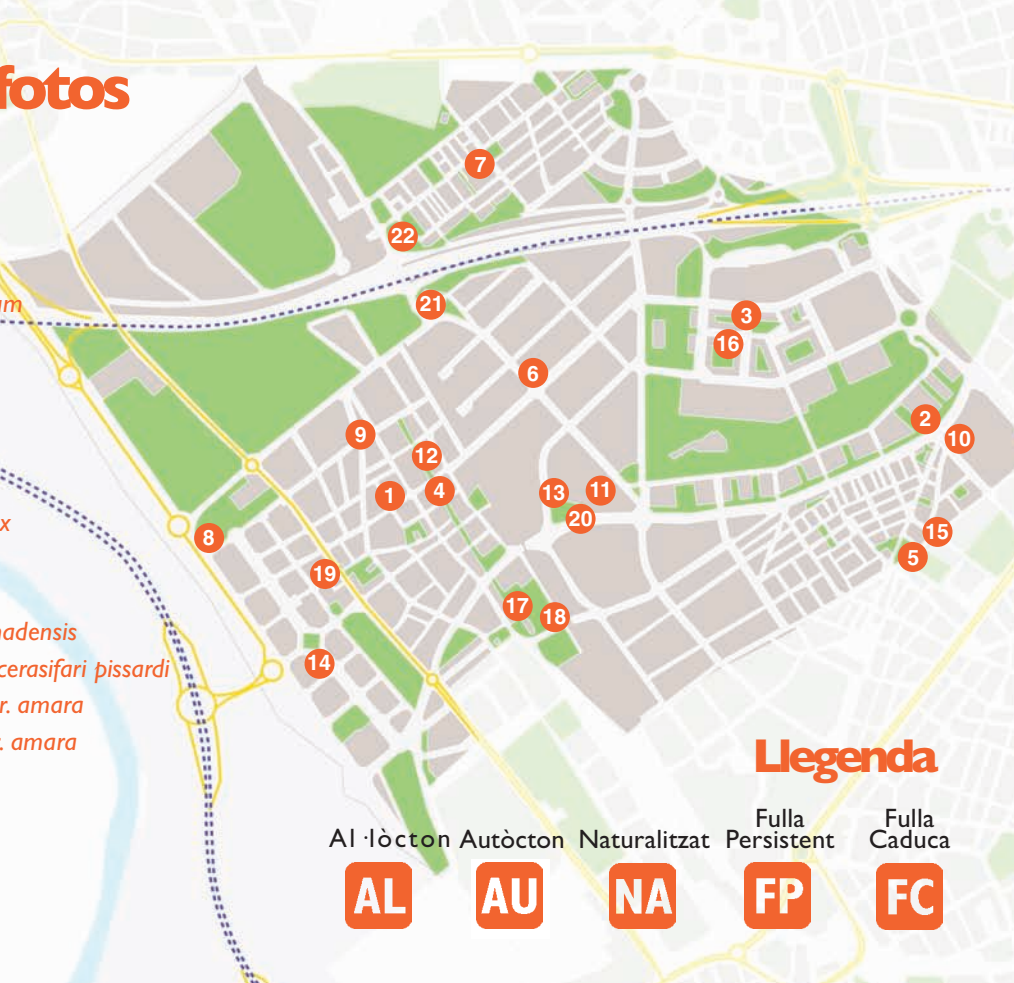 fotos
7
22
um
21
3
16
6
2
9
10
12
1
4
13
11
20
x
8
15
5
19
17
18
nadensis
14
cerasifari pissardi
r. amara
. amara
Llegenda
Al·lòcton Autòcton Naturalitzat Fulla Persistent Fulla Caduca
AL AU NA FP FC